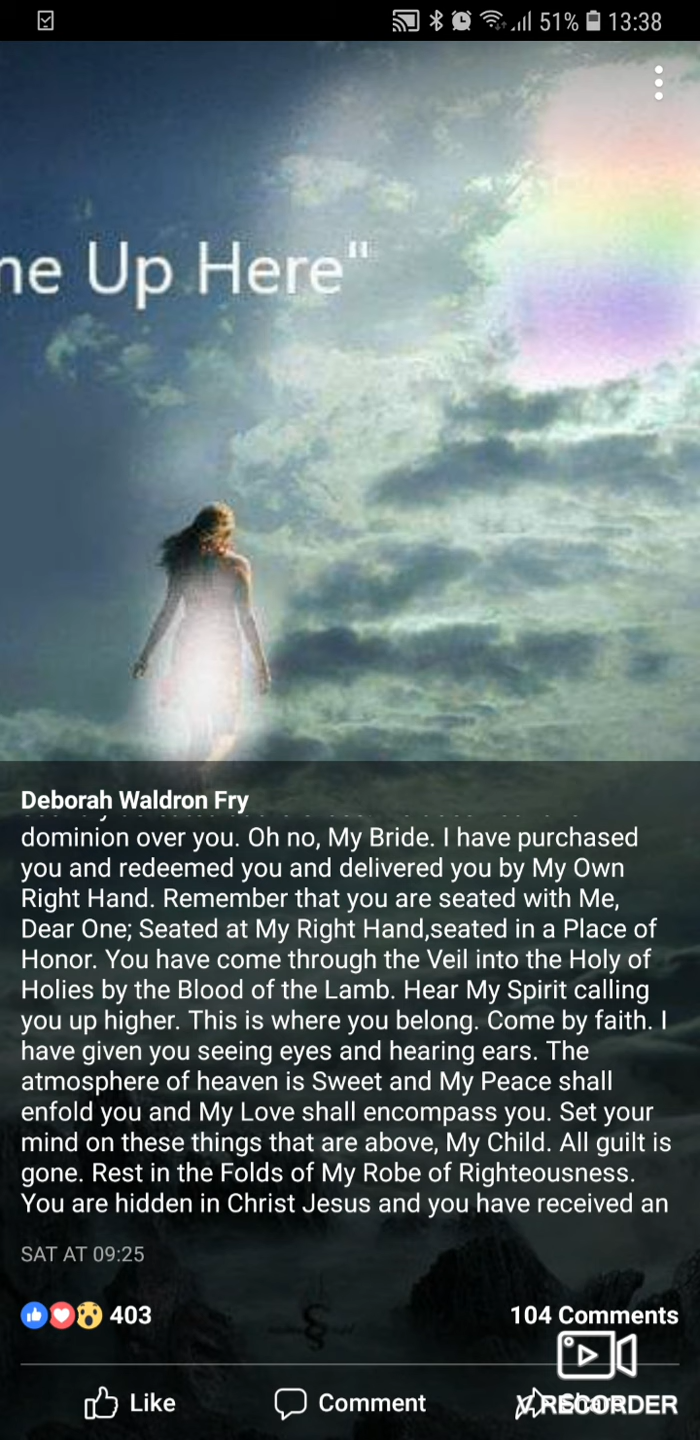 51% 13:38
ne Up Here"
Deborah Waldron Fry
dominion over you. Oh no, My Bride. I have purchased
you and redeemed you and delivered you by My Own
Right Hand. Remember that you are seated with Me,
Dear One; Seated at My Right Hand,seated in a Place of
Honor. You have come through the Veil into the Holy of
Holies by the Blood of the Lamb. Hear My Spirit calling
you up higher. This is where you belong. Come by faith. I
have given you seeing eyes and hearing ears. The
atmosphere of heaven is Sweet and My Peace shall
enfold you and My Love shall encompass you. Set your
mind on these things that are above, My Child. All guilt is
gone. Rest in the Folds of My Robe of Righteousness.
You are hidden in Christ Jesus and you have received an
SAT AT 09:25
403 104 Comments
Like Comment Share
V RECORDER